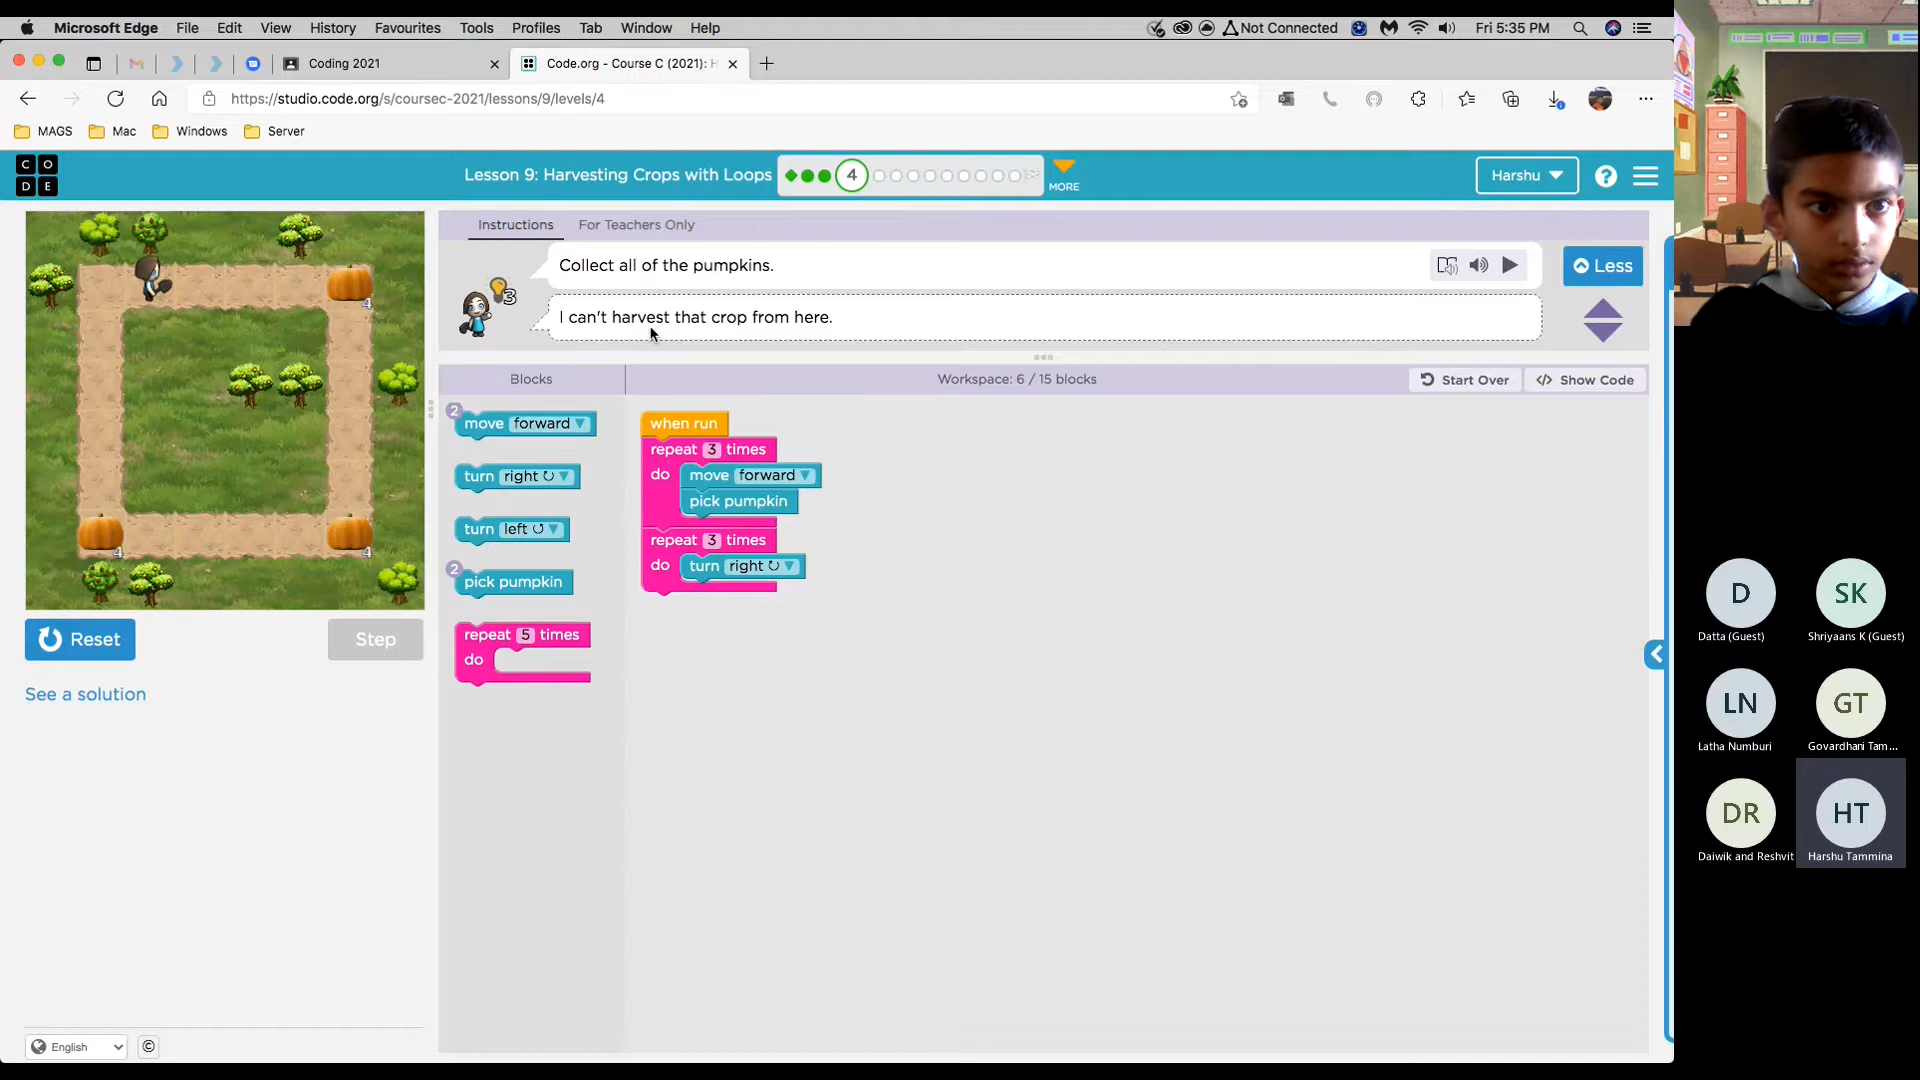 Microsoft Edge File Edit View History Favourites Tools Profiles Tab Window Help Not Connected Fri 5:35 PM
Coding 2021
Code.org - Course C (2021): H
https://studio.code.org/s/coursec-2021/lessons/9/levels/4
MAGS Mac Windows Server
C O
D E
Lesson 9: Harvesting Crops with Loops
4
MORE
Harshu
Instructions
For Teachers Only
Collect all of the pumpkins.
Less
3
I can't harvest that crop from here.
4
4
4
Blocks
Workspace: 6 / 15 blocks
Start Over
Show Code
2
move forward
turn right
turn left
2
pick pumpkin
repeat 5 times
do
when run
repeat 3 times
do move forward
pick pumpkin
repeat 3 times
do turn right
Reset
Step
See a solution
English
©
D
Datta (Guest)
SK
Shriyaans K (Guest)
LN
Latha Numburi
GT
Govardhani Tam...
DR
Daiwik and Reshvit
HT
Harshu Tammina